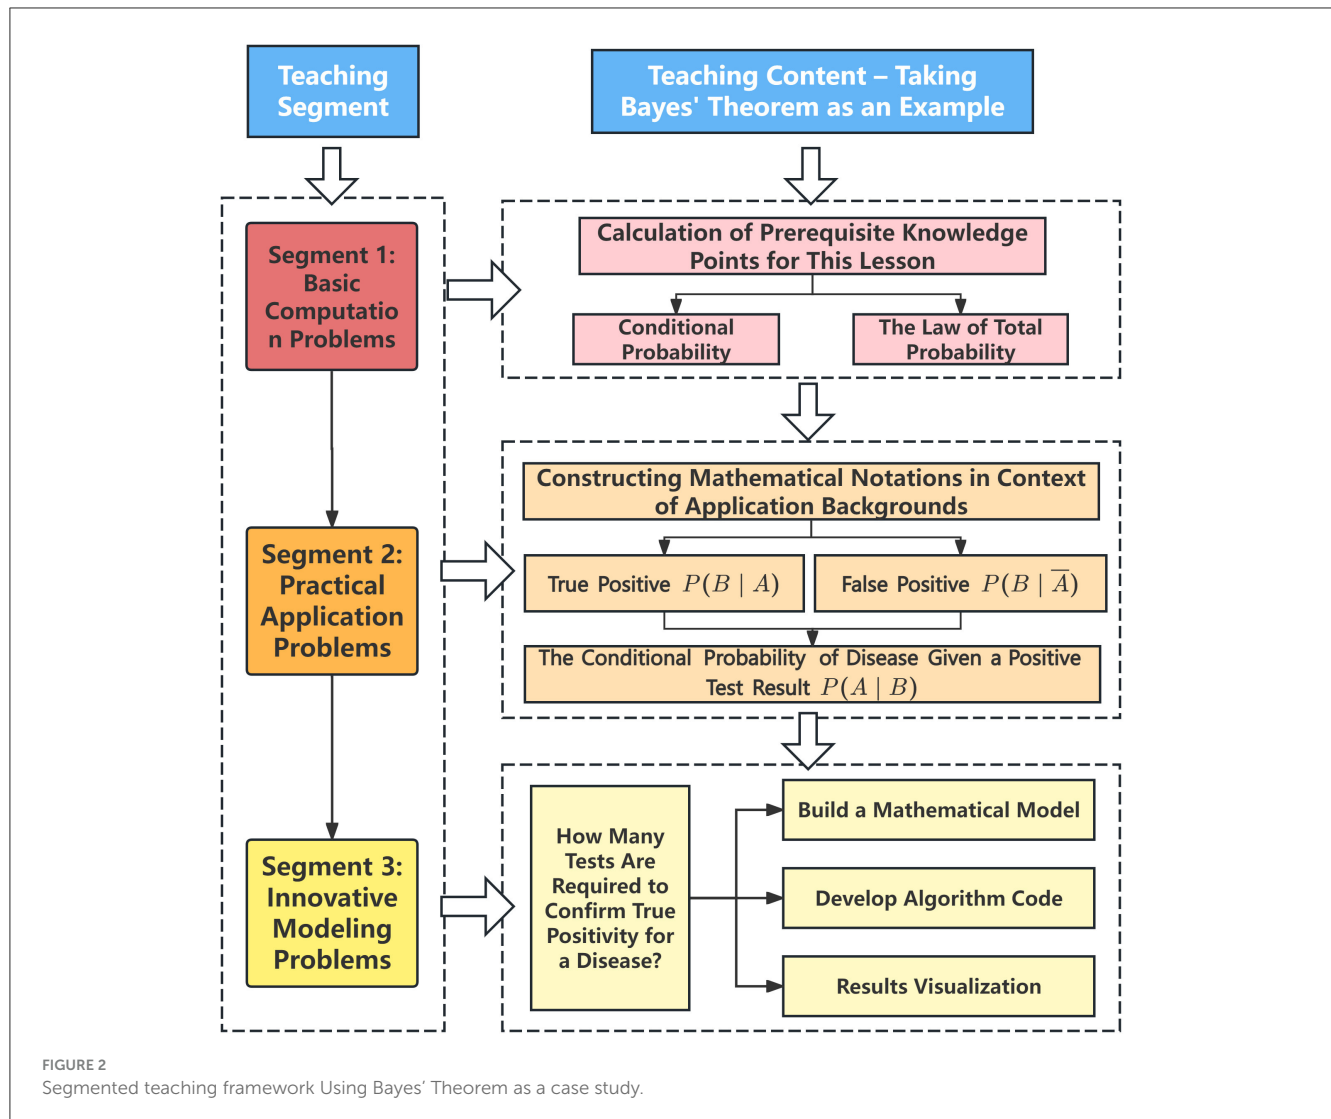 Teaching
Segment
Teaching Content – Taking
Bayes' Theorem as an Example
Segment 1:
Basic
Computatio
n Problems
Calculation of Prerequisite Knowledge
Points for This Lesson
Conditional
Probability
The Law of Total
Probability
Segment 2:
Practical
Application
Problems
Constructing Mathematical Notations in Context
of Application Backgrounds
True Positive P(B | A)
False Positive P(B | A̅)
The Conditional Probability of Disease Given a Positive
Test Result P(A | B)
Segment 3:
Innovative
Modeling
Problems
How Many
Tests Are
Required to
Confirm True
Positivity for
a Disease?
Build a Mathematical Model
Develop Algorithm Code
Results Visualization
FIGURE 2
Segmented teaching framework Using Bayes’ Theorem as a case study.